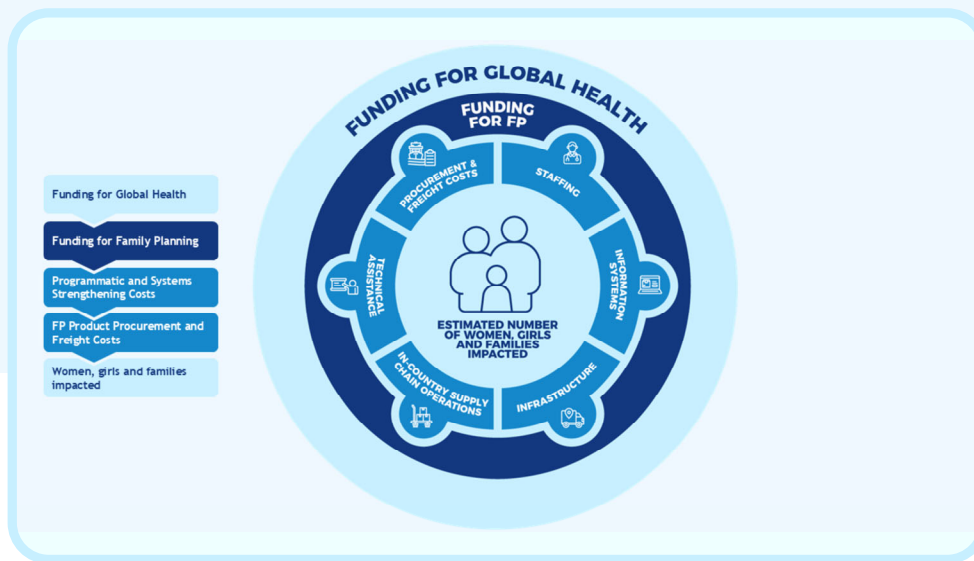 Funding for Global Health
Funding for Family Planning
Programmatic and Systems
Strengthening Costs
FP Product Procurement and
Freight Costs
Women, girls and families
impacted
FUNDING FOR GLOBAL HEALTH
FUNDING
FOR FP
PROCUREMENT &
FREIGHT COSTS
STAFFING
TECHNICAL
ASSISTANCE
INFORMATION
SYSTEMS
ESTIMATED NUMBER
OF WOMEN, GIRLS
AND FAMILIES
IMPACTED
IN-COUNTRY SUPPLY
CHAIN OPERATIONS
INFRASTRUCTURE